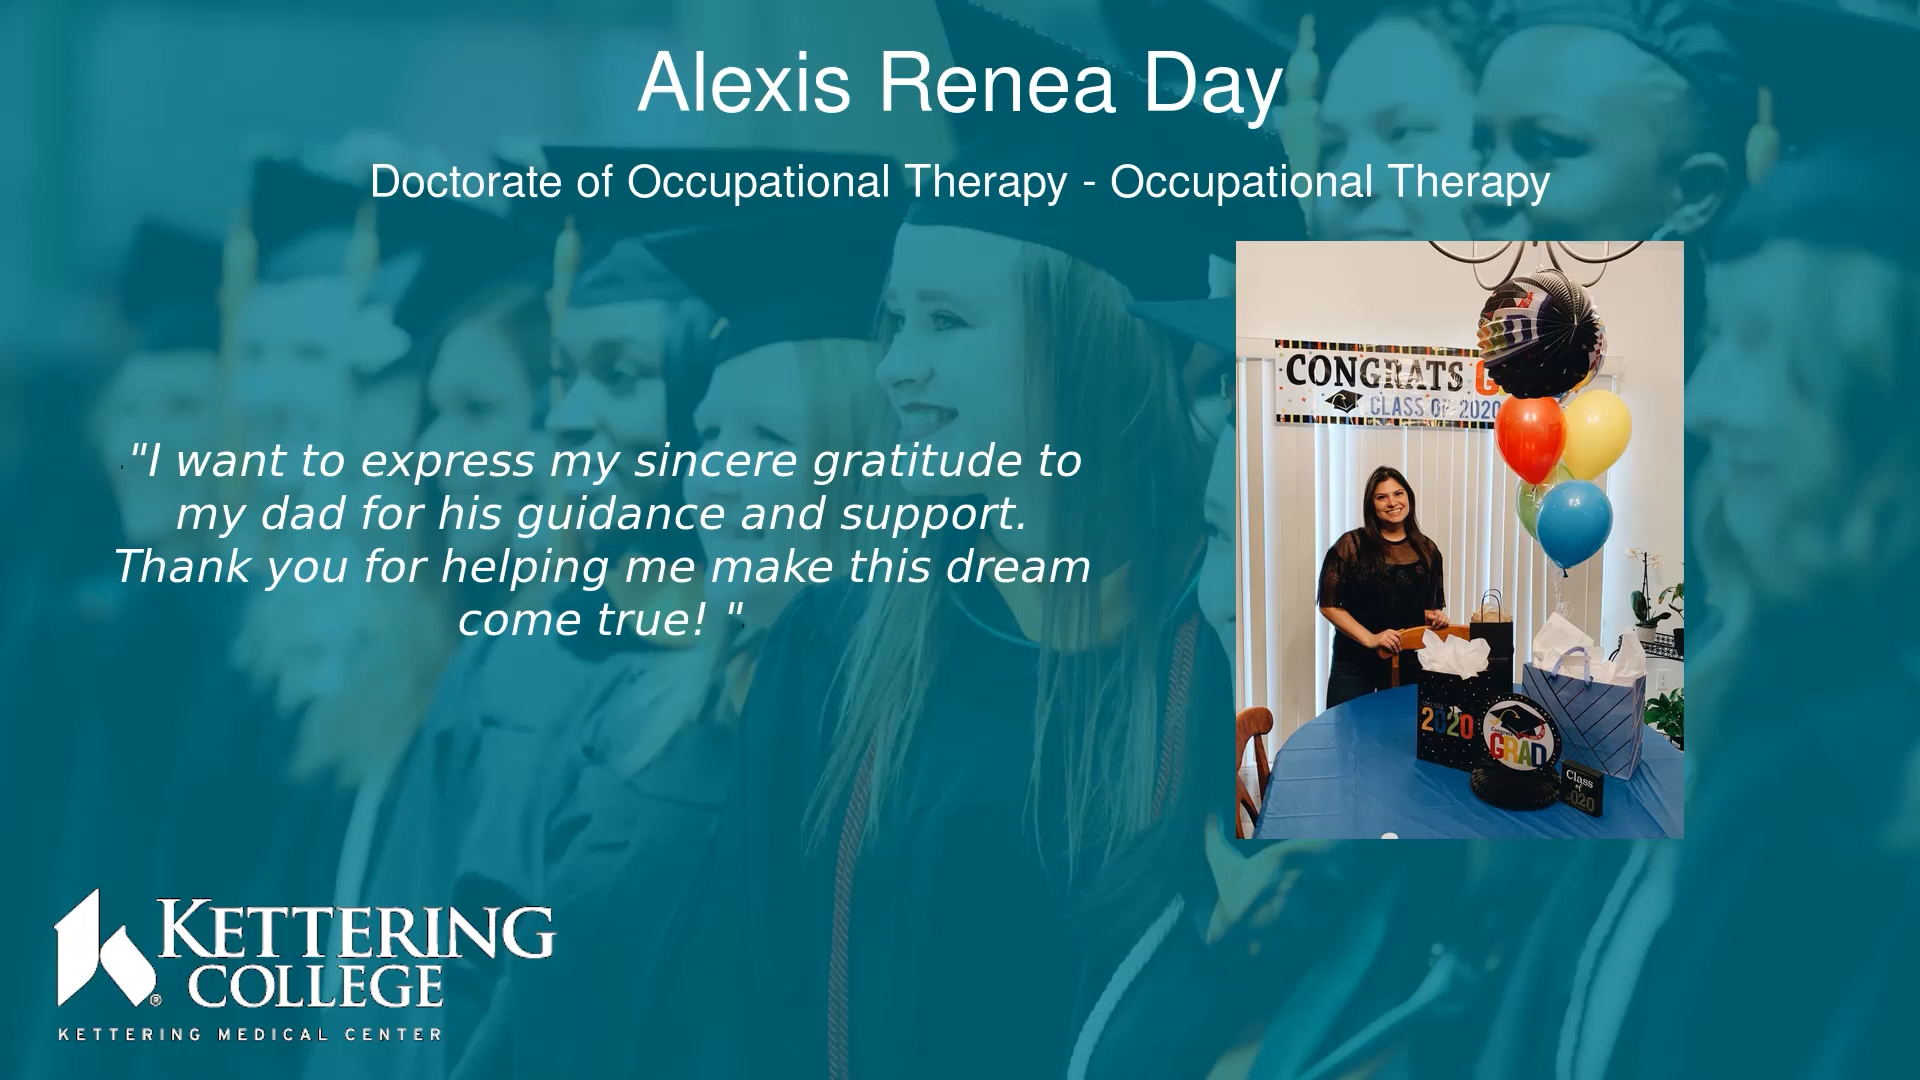 Alexis Renea Day
Doctorate of Occupational Therapy - Occupational Therapy
"I want to express my sincere gratitude to
my dad for his guidance and support.
Thank you for helping me make this dream
come true! "
CONGRATS
CLASS OF 2020
2020
Congrats
GRAD
Class
of
2020
KETTERING
COLLEGE
®
KETTERING MEDICAL CENTER